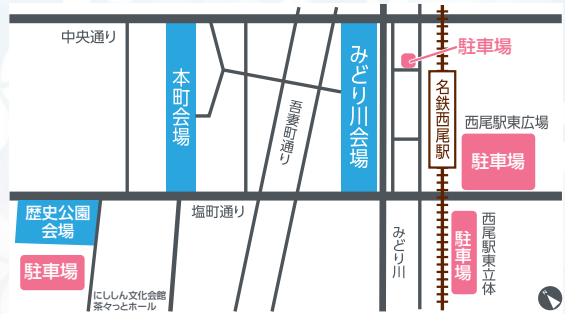 中央通り
駐車場
本町会場
みどり川会場
吾妻町通り
名鉄西尾駅
西尾駅東広場
駐車場
歴史公園
会場
塩町通り
みどり川
駐車場
西尾駅東立体
駐車場
にししん文化会館
茶々っとホール